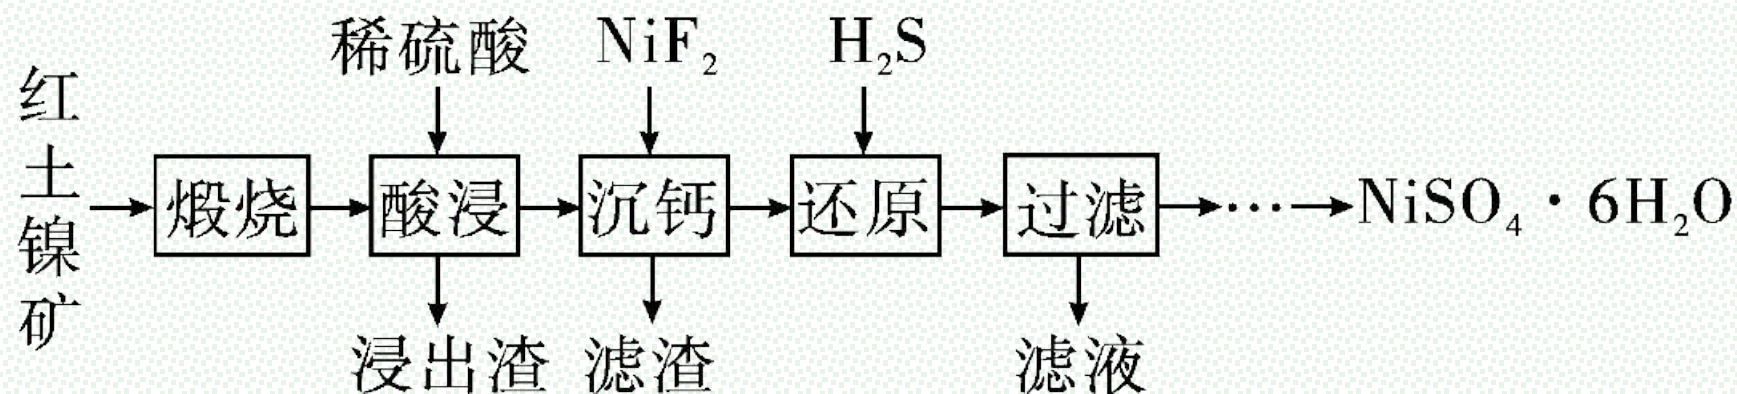 稀硫酸 NiF₂ H₂S
红土镍矿 煅烧 酸浸 沉钙 还原 过滤 … NiSO₄·6H₂O
浸出渣 滤渣 滤液